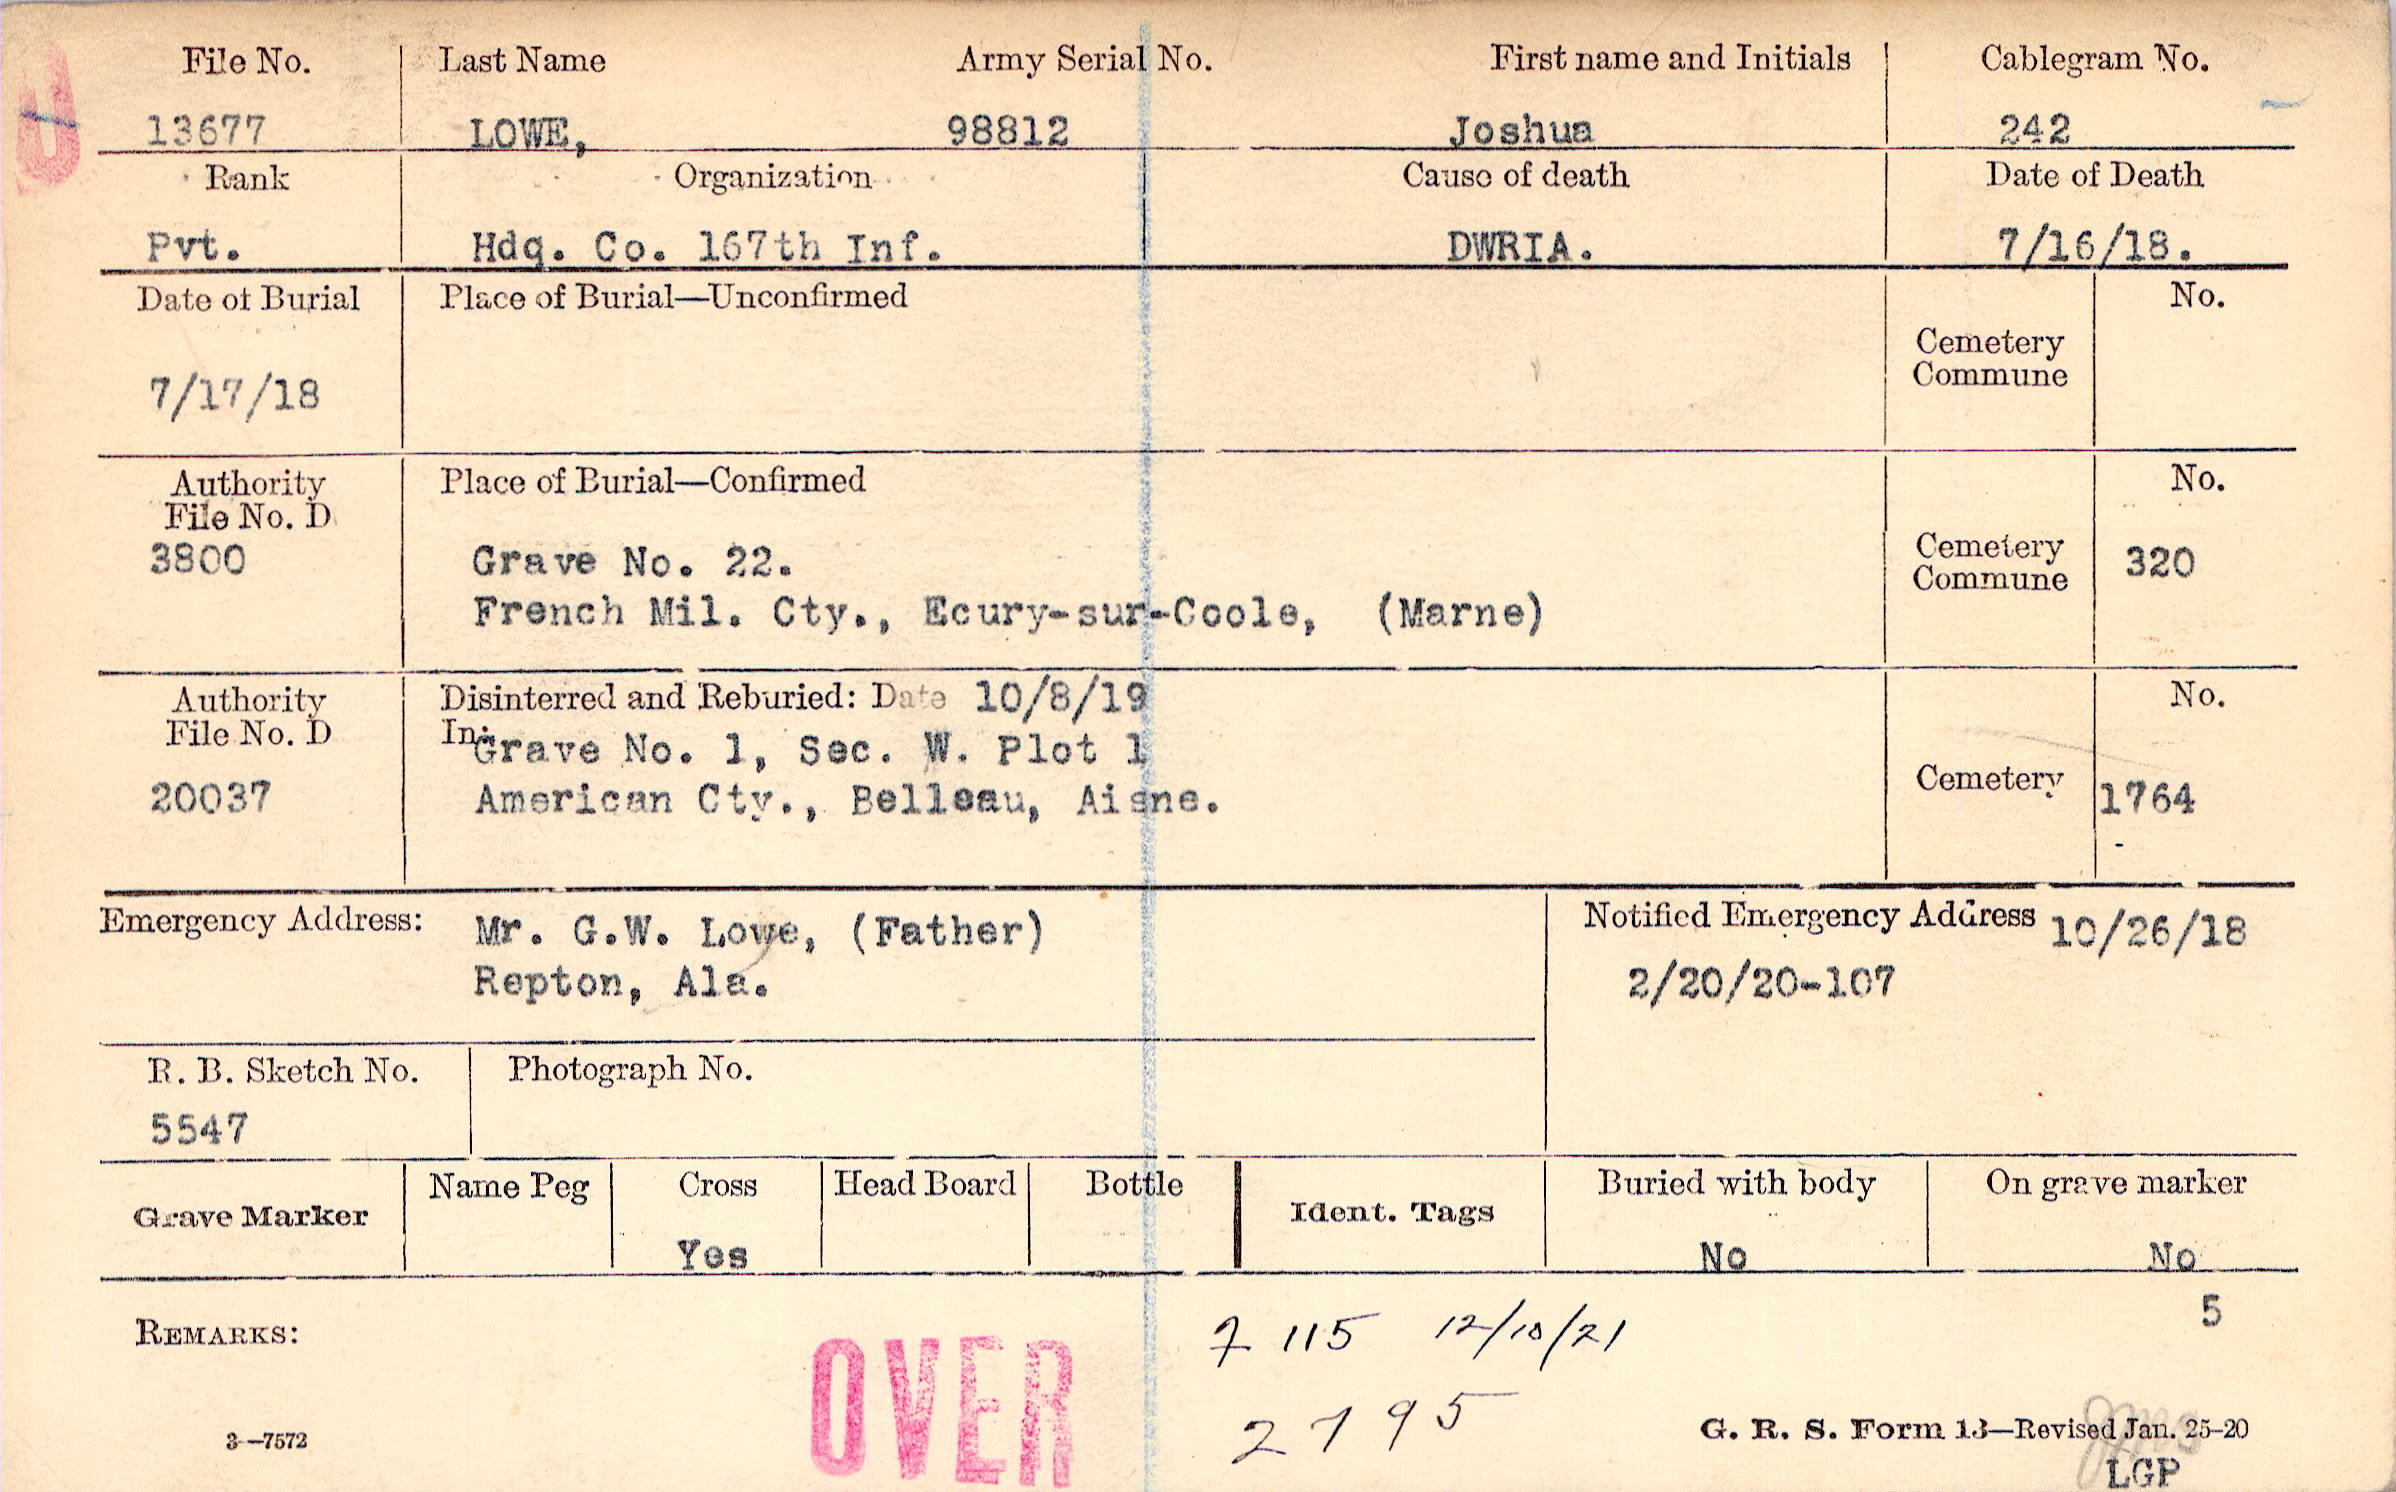 File No. Last Name Army Serial No. First name and Initials Cablegram No.
13677 LOWE, 98812 Joshua 242
Rank Organization Cause of death Date of Death
Pvt. Hdq. Co. 167th Inf. DWRIA. 7/16/18.
Date of Burial Place of Burial—Unconfirmed No.
Cemetery
Commune
7/17/18
Authority Place of Burial—Confirmed No.
File No. D
3800 Grave No. 22. Cemetery 320
Commune
French Mil. Cty., Ecury-sur-Coole, (Marne)
Authority Disinterred and Reburied: Date 10/8/19 No.
File No. D In:
Grave No. 1, Sec. W. Plot 1
20037 American Cty., Belleau, Aisne. Cemetery 1764
Emergency Address: Mr. G.W. Lowe, (Father) Notified Emergency Address 10/26/18
Repton, Ala. 2/20/20-107
R. B. Sketch No. Photograph No.
5547
Grave Marker Name Peg Cross Head Board Bottle Ident. Tags Buried with body On grave marker
Yes No No
5
REMARKS: 7 115 12/10/21
OVER
2795
3—7572 G. R. S. Form 13—Revised Jan. 25-20
LGP